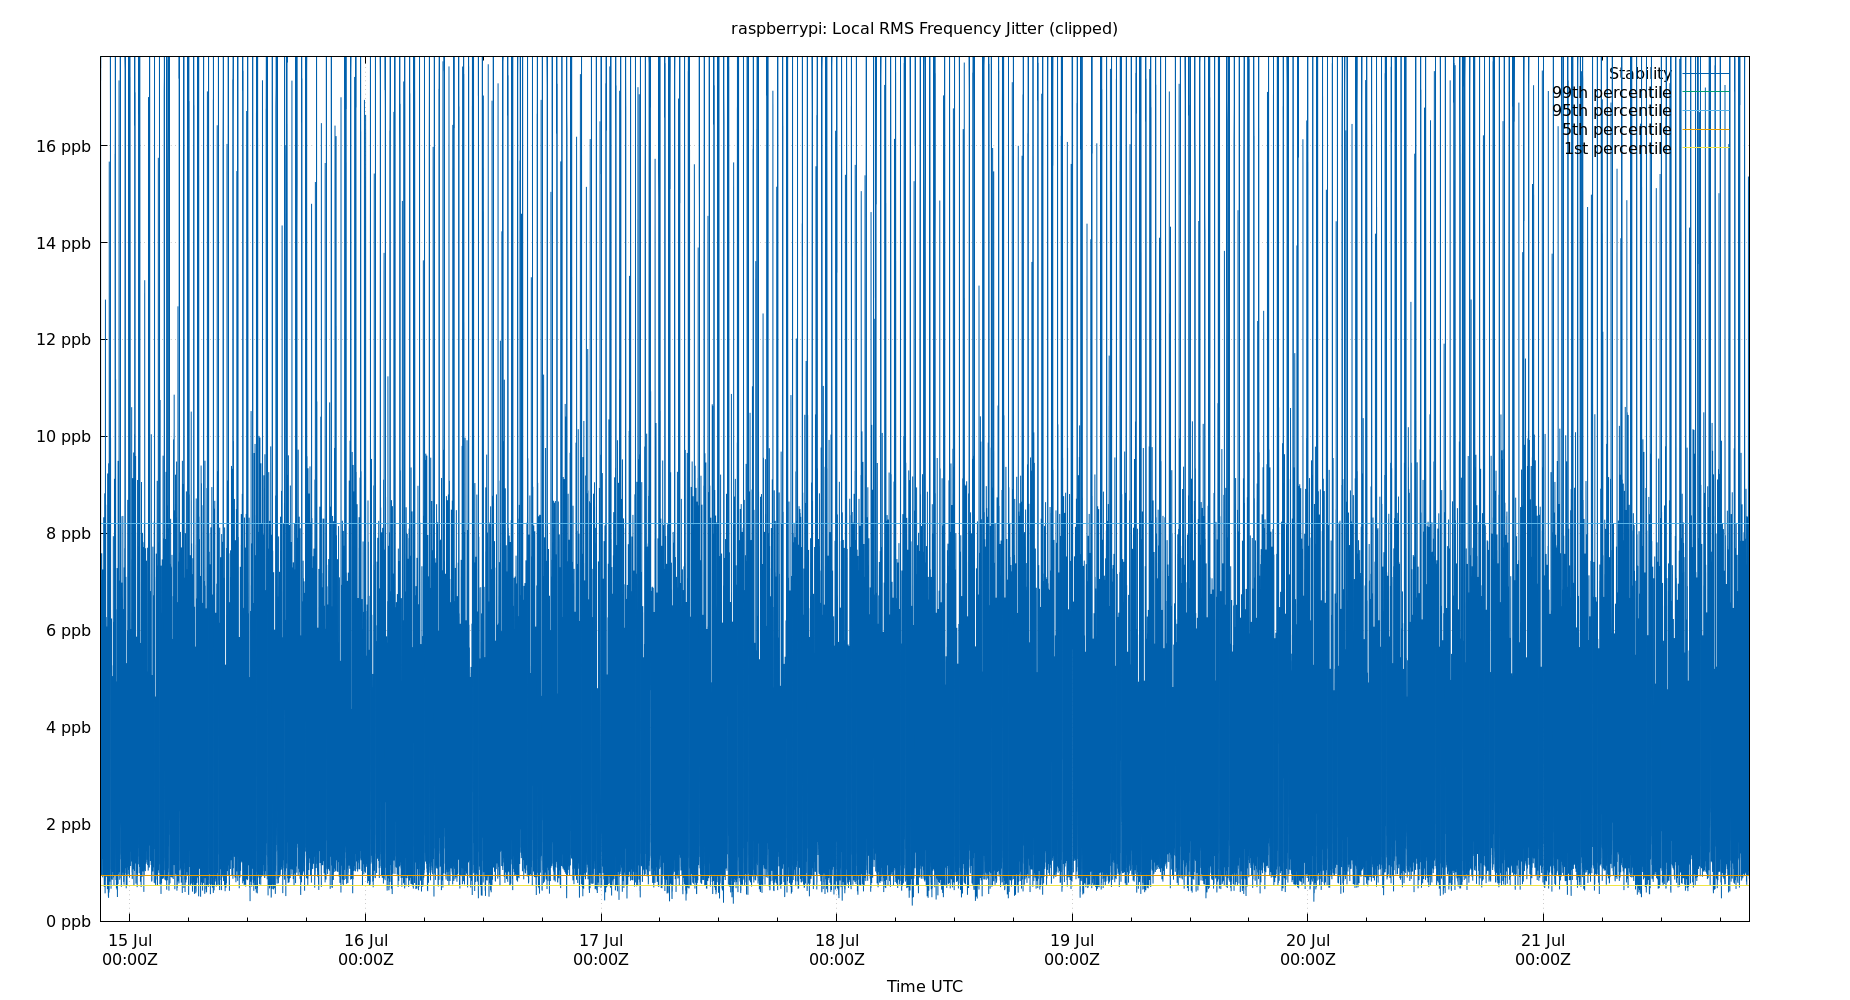 raspberrypi: Local RMS Frequency Jitter (clipped)
Stability
99th percentile
95th percentile
5th percentile
1st percentile
16 ppb
14 ppb
12 ppb
10 ppb
8 ppb
6 ppb
4 ppb
2 ppb
0 ppb
15 Jul 16 Jul 17 Jul 18 Jul 19 Jul 20 Jul 21 Jul
00:00Z 00:00Z 00:00Z 00:00Z 00:00Z 00:00Z 00:00Z
Time UTC